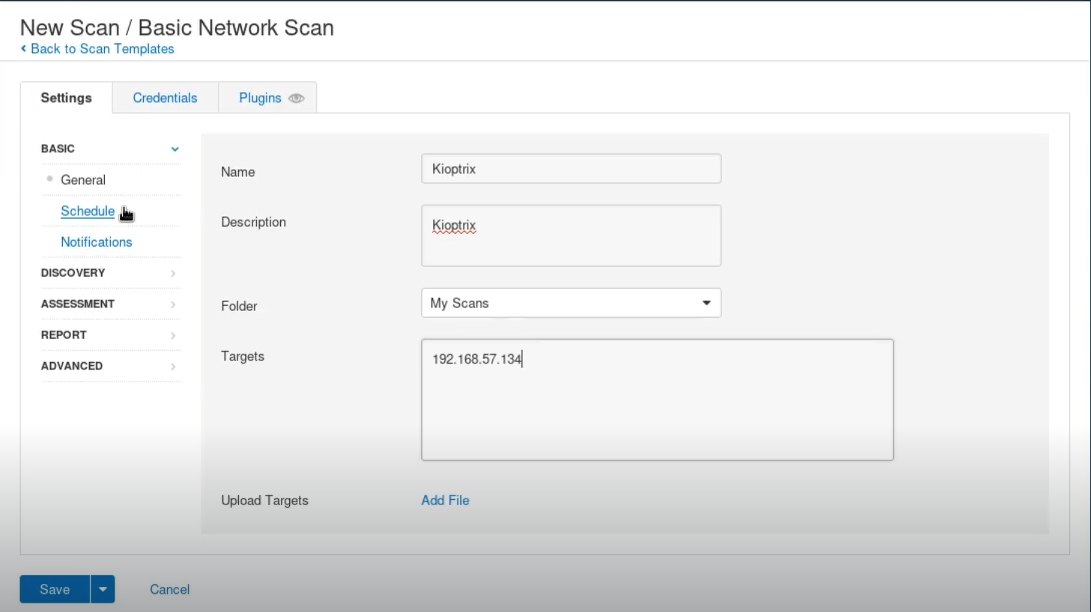 New Scan / Basic Network Scan
Back to Scan Templates
Settings
Credentials
Plugins
BASIC
General
Schedule
Notifications
DISCOVERY
ASSESSMENT
REPORT
ADVANCED
Name
Kioptrix
Description
Kioptrix
Folder
My Scans
Targets
192.168.57.134
Upload Targets
Add File
Save
Cancel